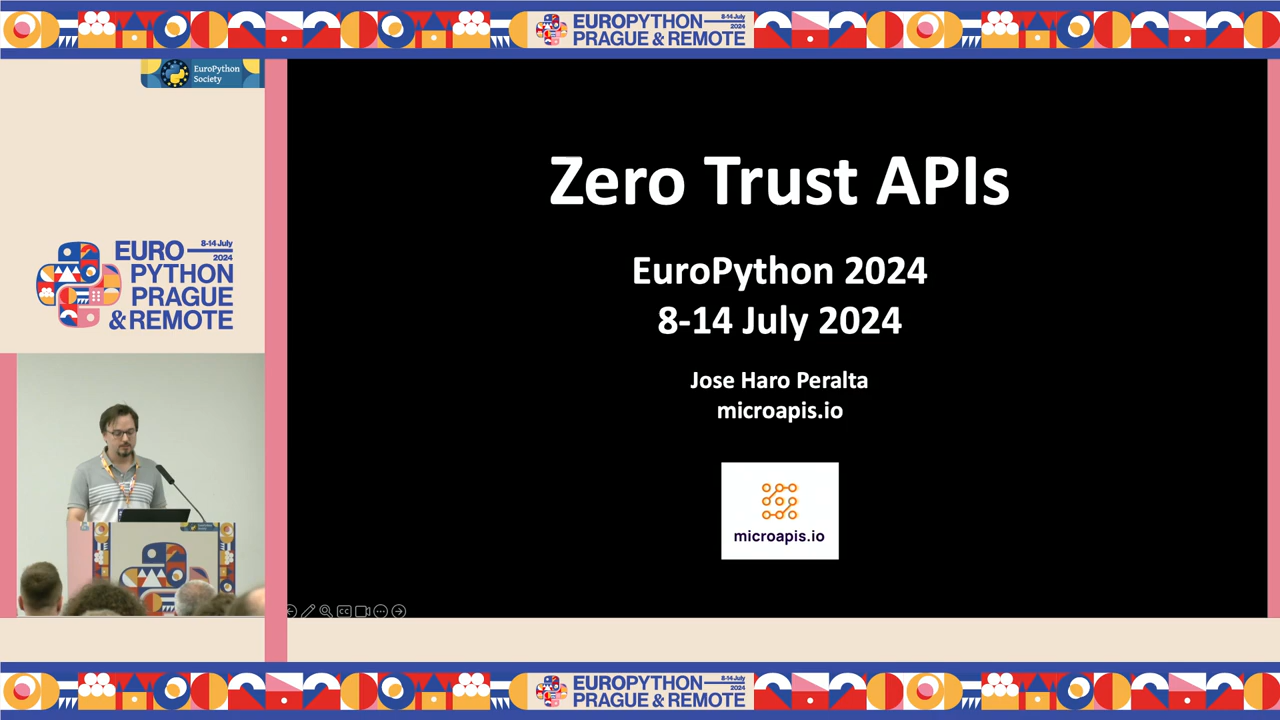 EUROPYTHON
8-14 July
2024
PRAGUE & REMOTE
EuroPython
Society
EURO
8-14 July
2024
PYTHON
PRAGUE
& REMOTE
Zero Trust APIs
EuroPython 2024
8-14 July 2024
Jose Haro Peralta
microapis.io
microapis.io
EUROPYTHON
8-14 July
2024
PRAGUE & REMOTE